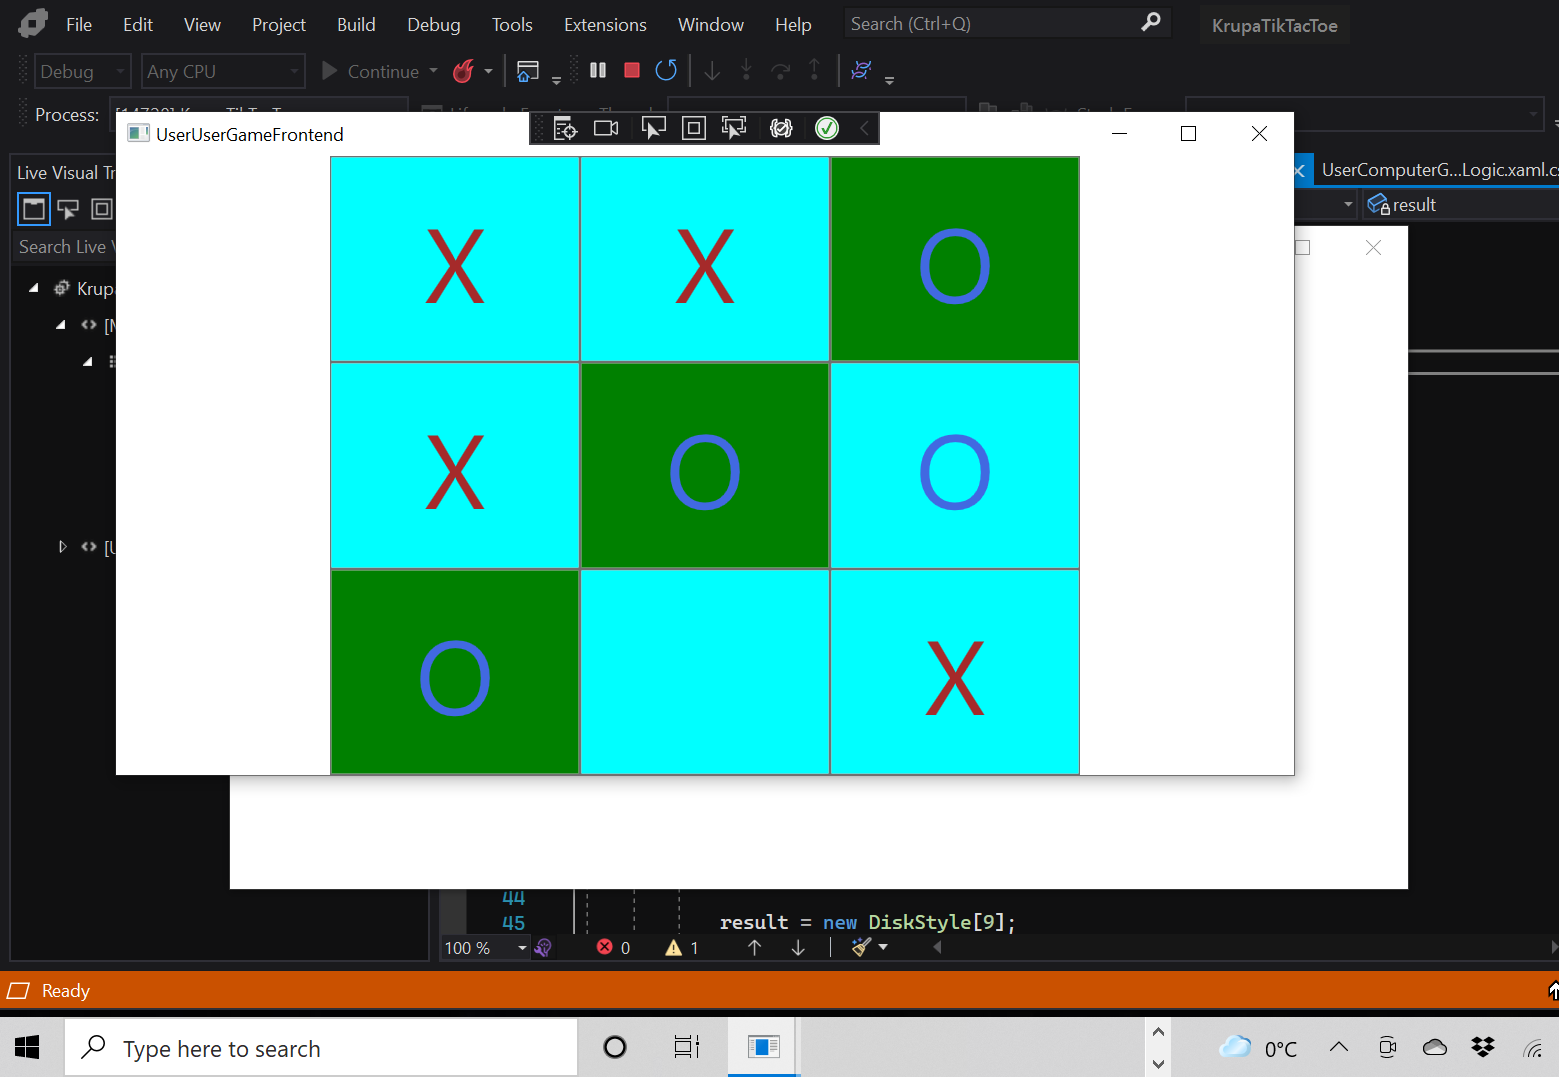 File Edit View Project Build Debug Tools Extensions Window Help Search (Ctrl+Q) KrupaTikTacToe
Debug Any CPU Continue
Process:
UserUserGameFrontend
Live Visual Tr
UserComputerG...Logic.xaml.cs
result
Search Live V
X X O
Krupa
X O O
O X
44
45 result = new DiskStyle[9];
100 % 0 1
Ready
Type here to search
0°C